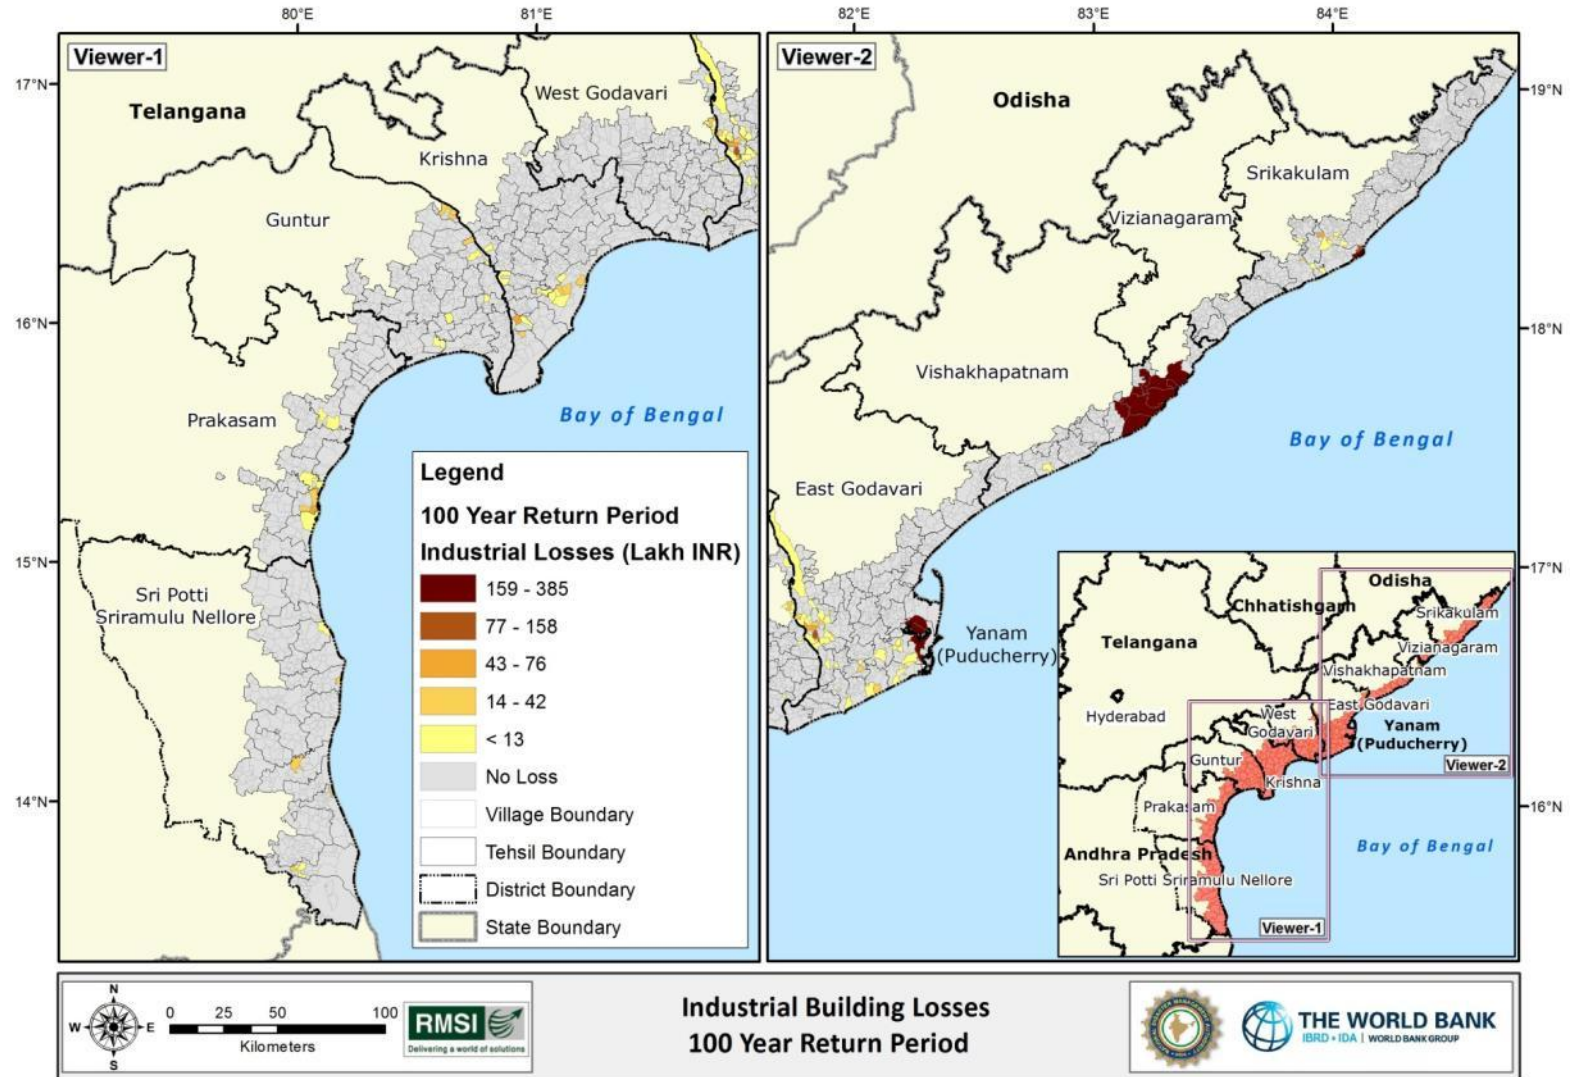 80°E
81°E
82°E
83°E
84°E
Viewer-1
17°N
16°N
15°N
14°N
Telangana
West Godavari
Krishna
Guntur
Prakasam
Bay of Bengal
Sri Potti
Sriramulu Nellore
Legend
100 Year Return Period
Industrial Losses (Lakh INR)
159 - 385
77 - 158
43 - 76
14 - 42
< 13
No Loss
Village Boundary
Tehsil Boundary
District Boundary
State Boundary
Viewer-2
19°N
18°N
17°N
16°N
Odisha
Srikakulam
Vizianagaram
Vishakhapatnam
Bay of Bengal
East Godavari
Yanam
(Puducherry)
Odisha
Chhatishgarh
Srikakulam
Telangana
Vizianagaram
Vishakhapatnam
East Godavari
Hyderabad
West
Godavari
Yanam
(Puducherry)
Guntur
Viewer-2
Krishna
Prakasam
Bay of Bengal
Andhra Pradesh
Sri Potti Sriramulu Nellore
Viewer-1
N
W
E
S
0 25 50 100
Kilometers
RMSI
Delivering a world of solutions
Industrial Building Losses
100 Year Return Period
THE WORLD BANK
IBRD • IDA | WORLD BANK GROUP